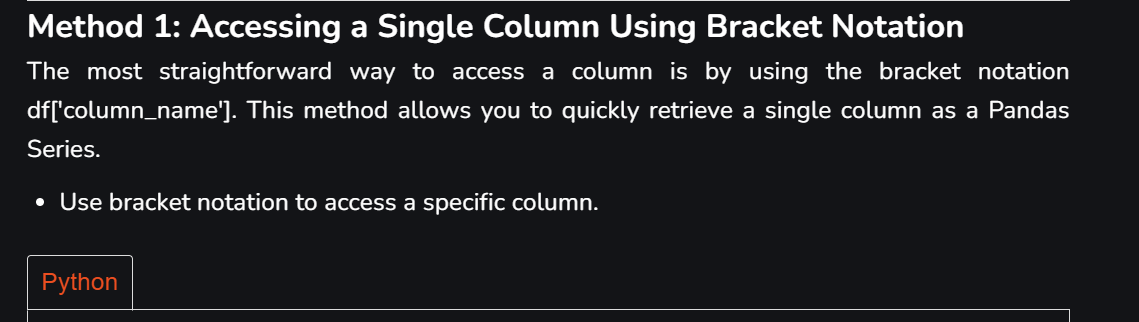 Method 1: Accessing a Single Column Using Bracket Notation
The most straightforward way to access a column is by using the bracket notation
df['column_name']. This method allows you to quickly retrieve a single column as a Pandas
Series.
• Use bracket notation to access a specific column.
Python